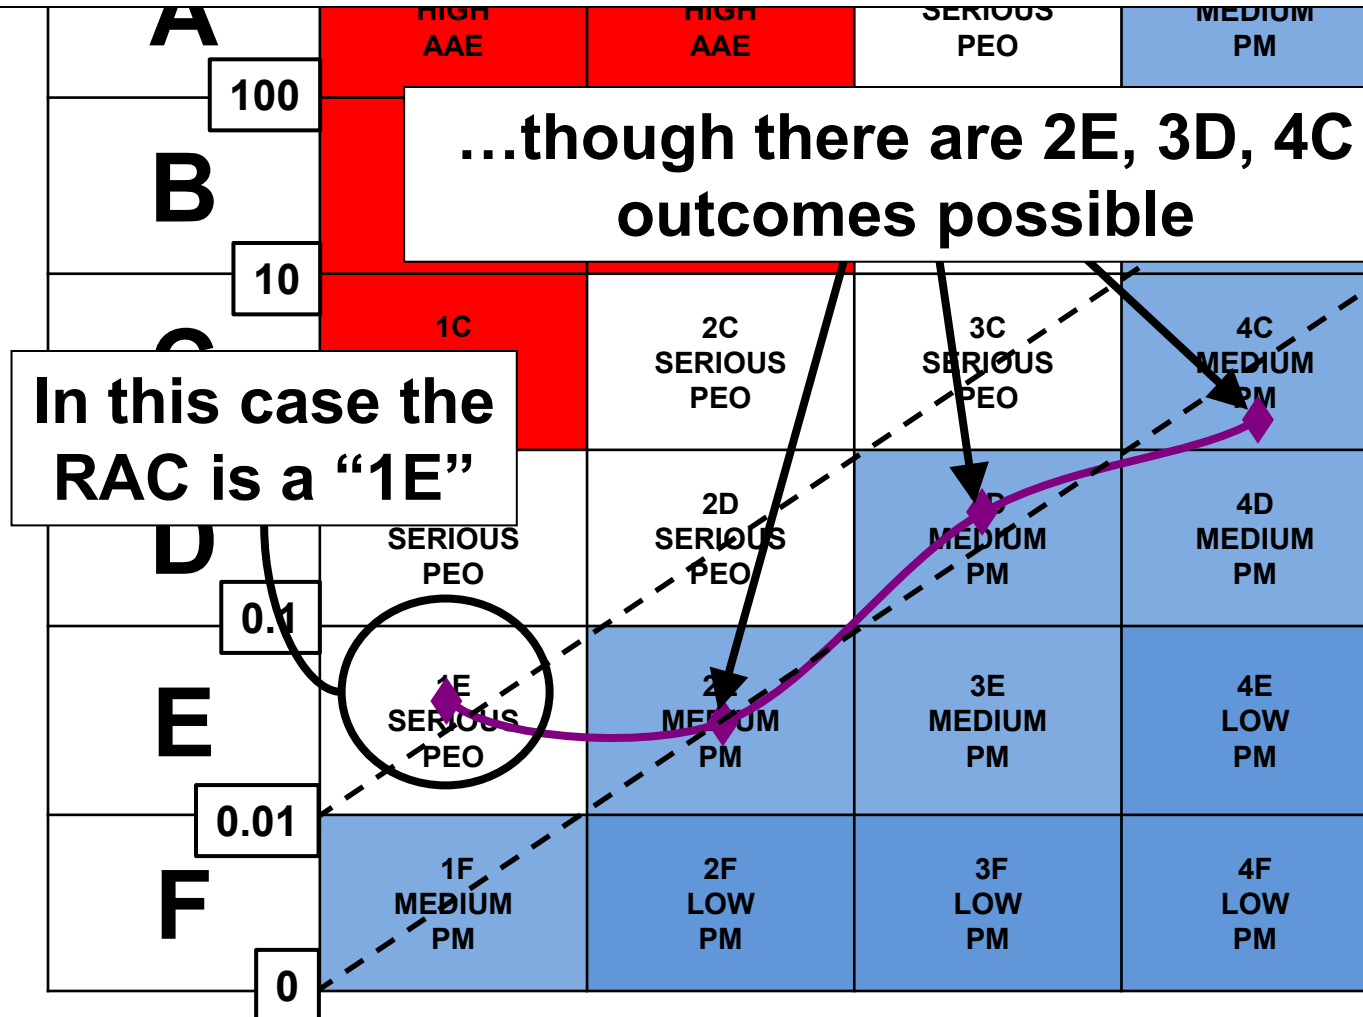 A
HIGH
AAE
HIGH
AAE
SERIOUS
PEO
MEDIUM
PM
100
…though there are 2E, 3D, 4C
outcomes possible
B
10
1C
2C
SERIOUS
PEO
3C
SERIOUS
PEO
4C
MEDIUM
PM
In this case the
RAC is a “1E”
D
SERIOUS
PEO
2D
SERIOUS
PEO
MEDIUM
PM
4D
MEDIUM
PM
0.1
E
1E
SERIOUS
PEO
2E
MEDIUM
PM
3E
MEDIUM
PM
4E
LOW
PM
0.01
F
1F
MEDIUM
PM
2F
LOW
PM
3F
LOW
PM
4F
LOW
PM
0